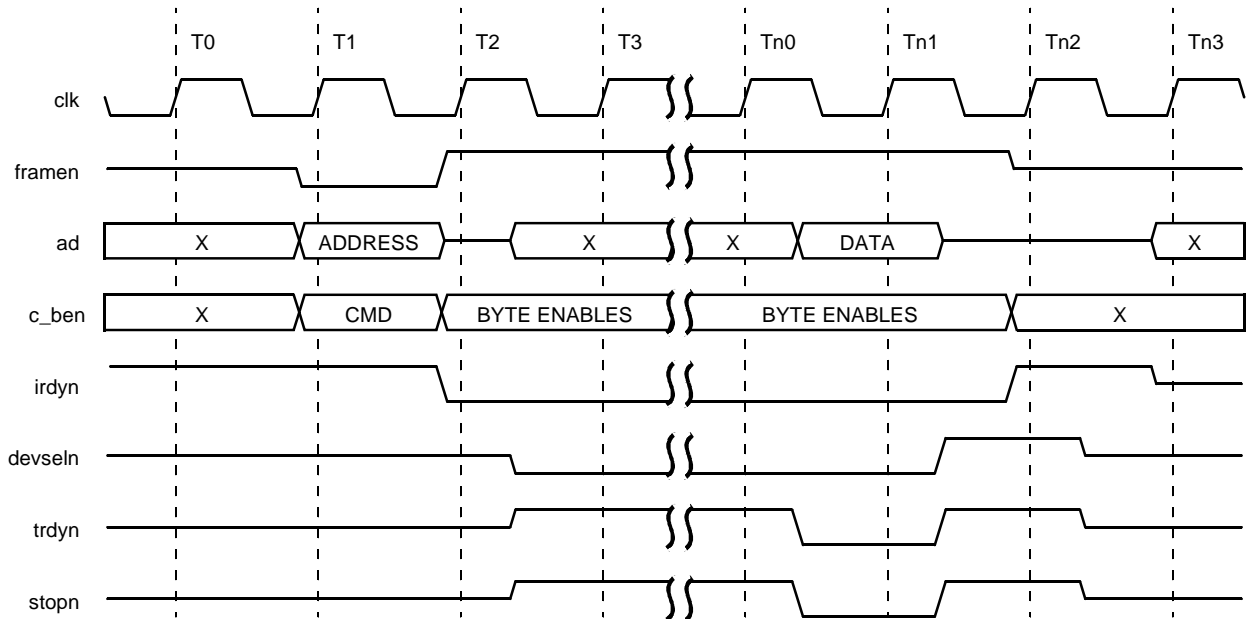 T0 T1 T2 T3 Tn0 Tn1 Tn2 Tn3
clk
framen
ad X ADDRESS X X DATA X
c_ben X CMD BYTE ENABLES BYTE ENABLES X
irdyn
devseln
trdyn
stopn